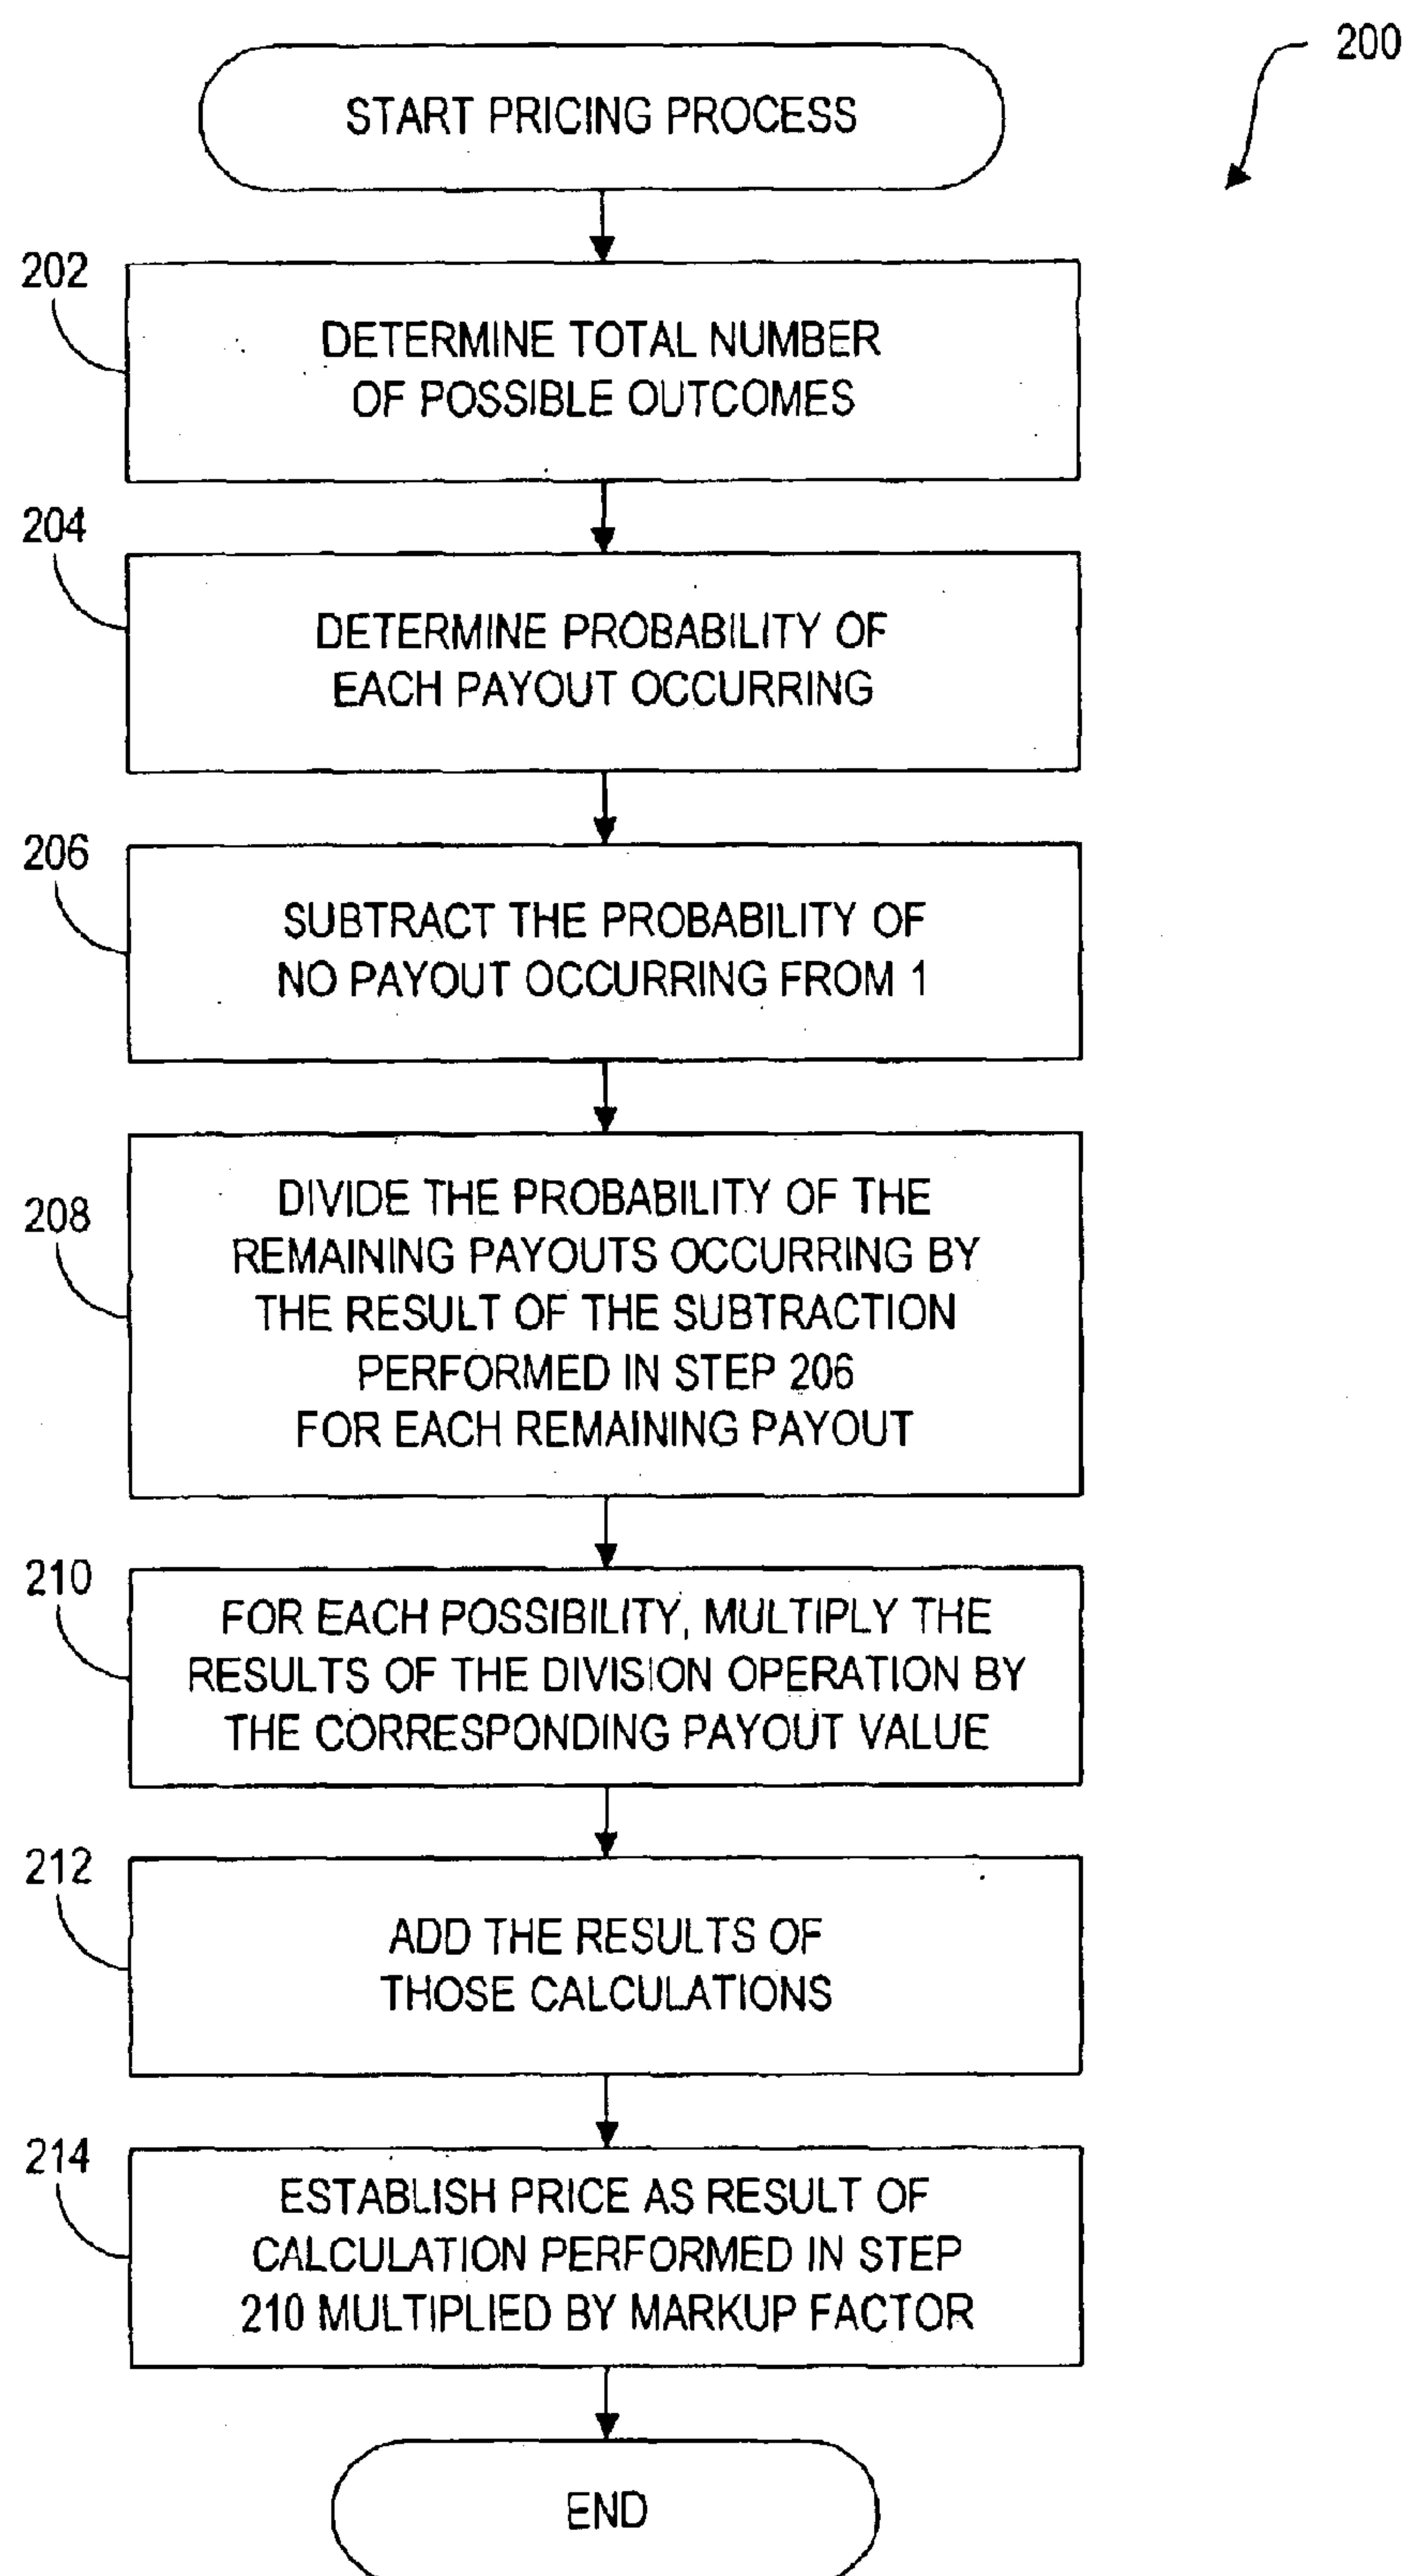 200
START PRICING PROCESS
202
DETERMINE TOTAL NUMBER
OF POSSIBLE OUTCOMES
204
DETERMINE PROBABILITY OF
EACH PAYOUT OCCURRING
206
SUBTRACT THE PROBABILITY OF
NO PAYOUT OCCURRING FROM 1
208
DIVIDE THE PROBABILITY OF THE
REMAINING PAYOUTS OCCURRING BY
THE RESULT OF THE SUBTRACTION
PERFORMED IN STEP 206
FOR EACH REMAINING PAYOUT
210
FOR EACH POSSIBILITY, MULTIPLY THE
RESULTS OF THE DIVISION OPERATION BY
THE CORRESPONDING PAYOUT VALUE
212
ADD THE RESULTS OF
THOSE CALCULATIONS
214
ESTABLISH PRICE AS RESULT OF
CALCULATION PERFORMED IN STEP
210 MULTIPLIED BY MARKUP FACTOR
END